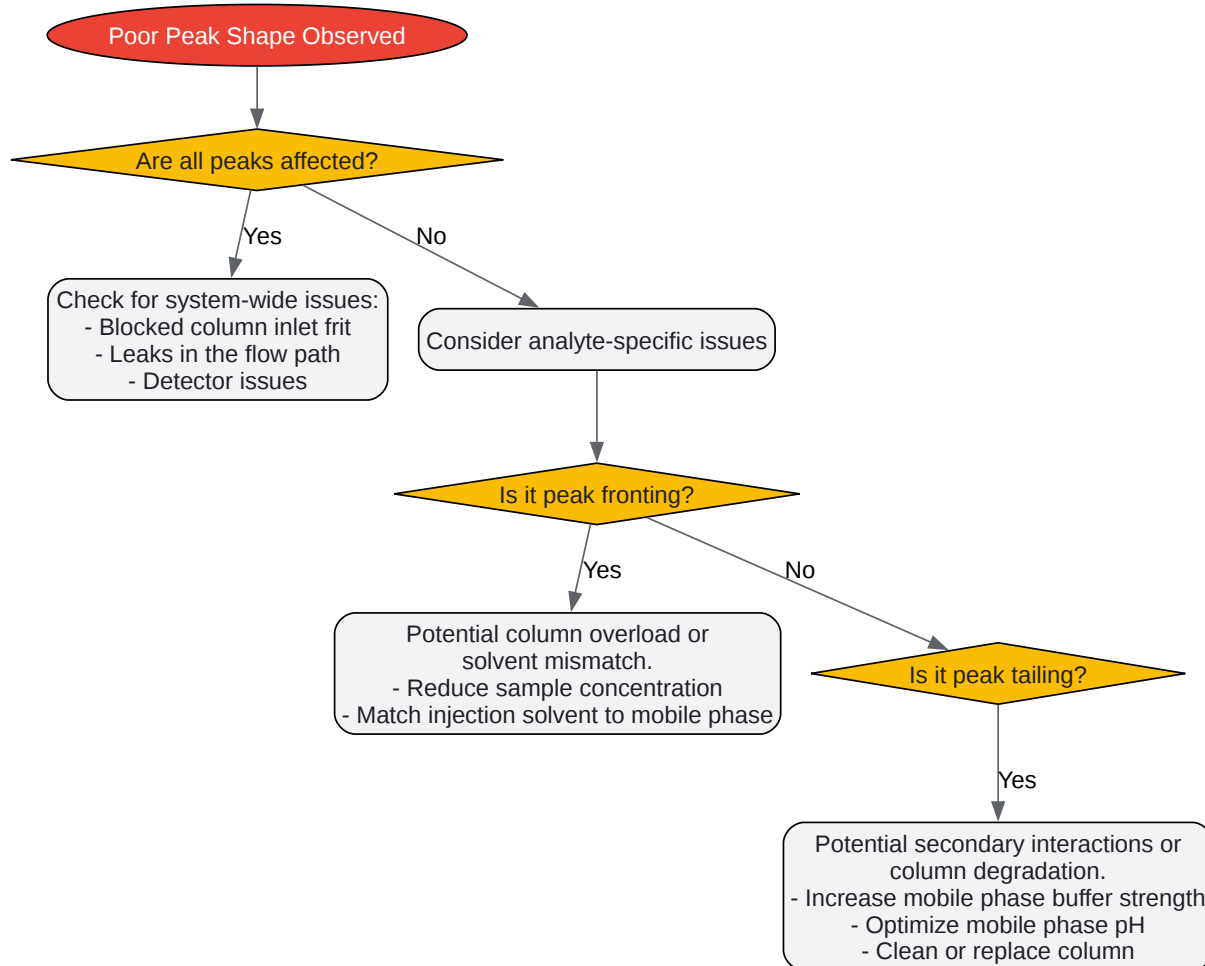 Poor Peak Shape Observed
Are all peaks affected?
Yes
No
Check for system-wide issues:
- Blocked column inlet frit
- Leaks in the flow path
- Detector issues
Consider analyte-specific issues
Is it peak fronting?
Yes
No
Potential column overload or
solvent mismatch.
- Reduce sample concentration
- Match injection solvent to mobile phase
Is it peak tailing?
Yes
Potential secondary interactions or
column degradation.
- Increase mobile phase buffer strength
- Optimize mobile phase pH
- Clean or replace column